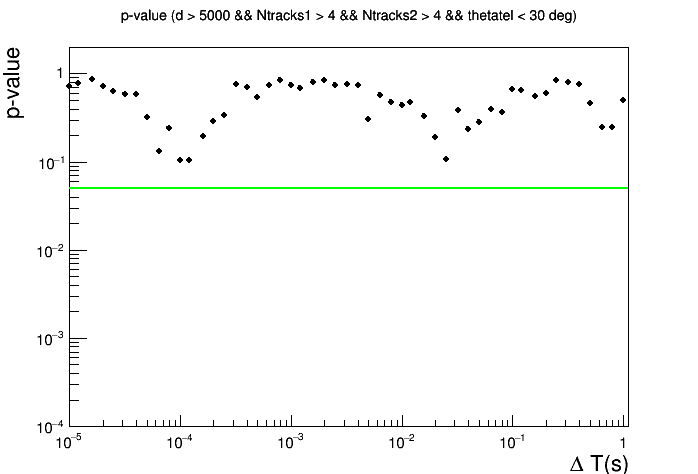 p-value (d > 5000 && Ntracks1 > 4 && Ntracks2 > 4 && thetatel < 30 deg)
p-value
1
10⁻¹
10⁻²
10⁻³
10⁻⁴
10⁻⁵ 10⁻⁴ 10⁻³ 10⁻² 10⁻¹ 1
Δ T(s)